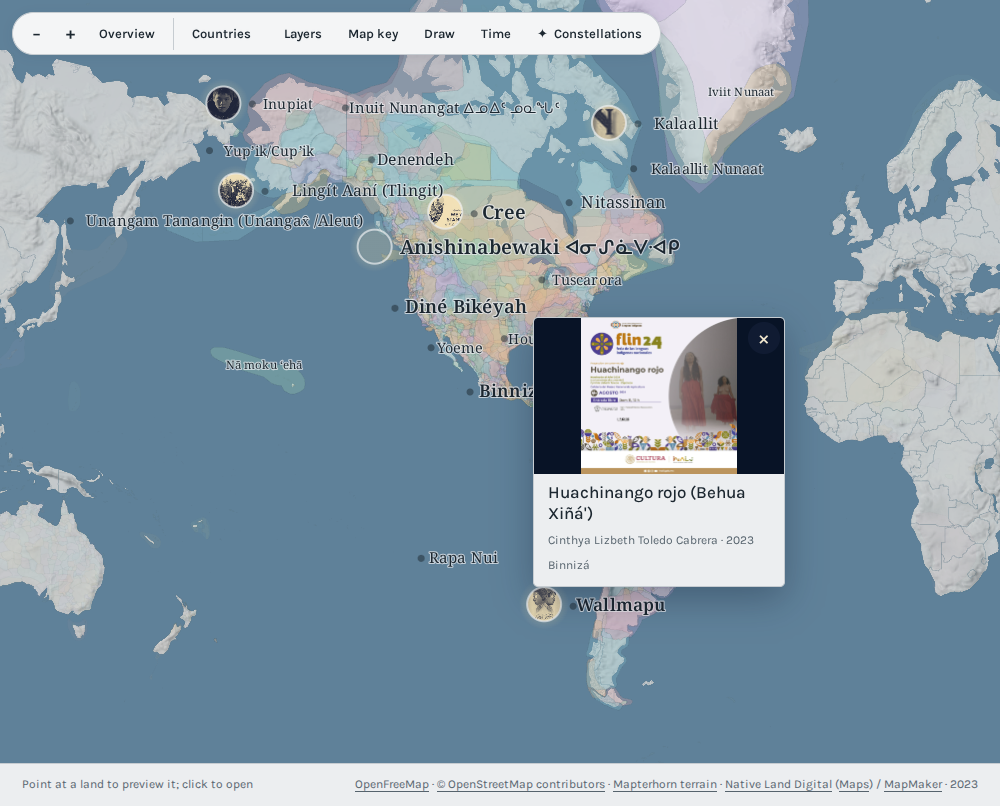 – + Overview Countries Layers Map key Draw Time ✦ Constellations
Iviit Nunaat
Inupiat
Inuit Nunangat ᐃᓄᐃᑦ ᓄᓇᖓᑦ
Kalaallit
Yup’ik/Cup’ik
Denendeh
Kalaallit Nunaat
Lingít Aaní (Tlingit)
Nitassinan
Cree
Unangam Tanangin (Unangax̂ /Aleut)
Anishinabewaki ᐊᓂᔑᓈᐯᐗᑭ
Tuscarora
Diné Bikéyah
Yoeme
Nā moku ʻehā
×
flin24
Huachinango rojo
AGOSTO
CULTURA
Huachinango rojo (Behua
Xiñá')
Cinthya Lizbeth Toledo Cabrera · 2023
Binnizá
Rapa Nui
Wallmapu
Point at a land to preview it; click to open
OpenFreeMap · © OpenStreetMap contributors · Mapterhorn terrain · Native Land Digital (Maps) / MapMaker · 2023